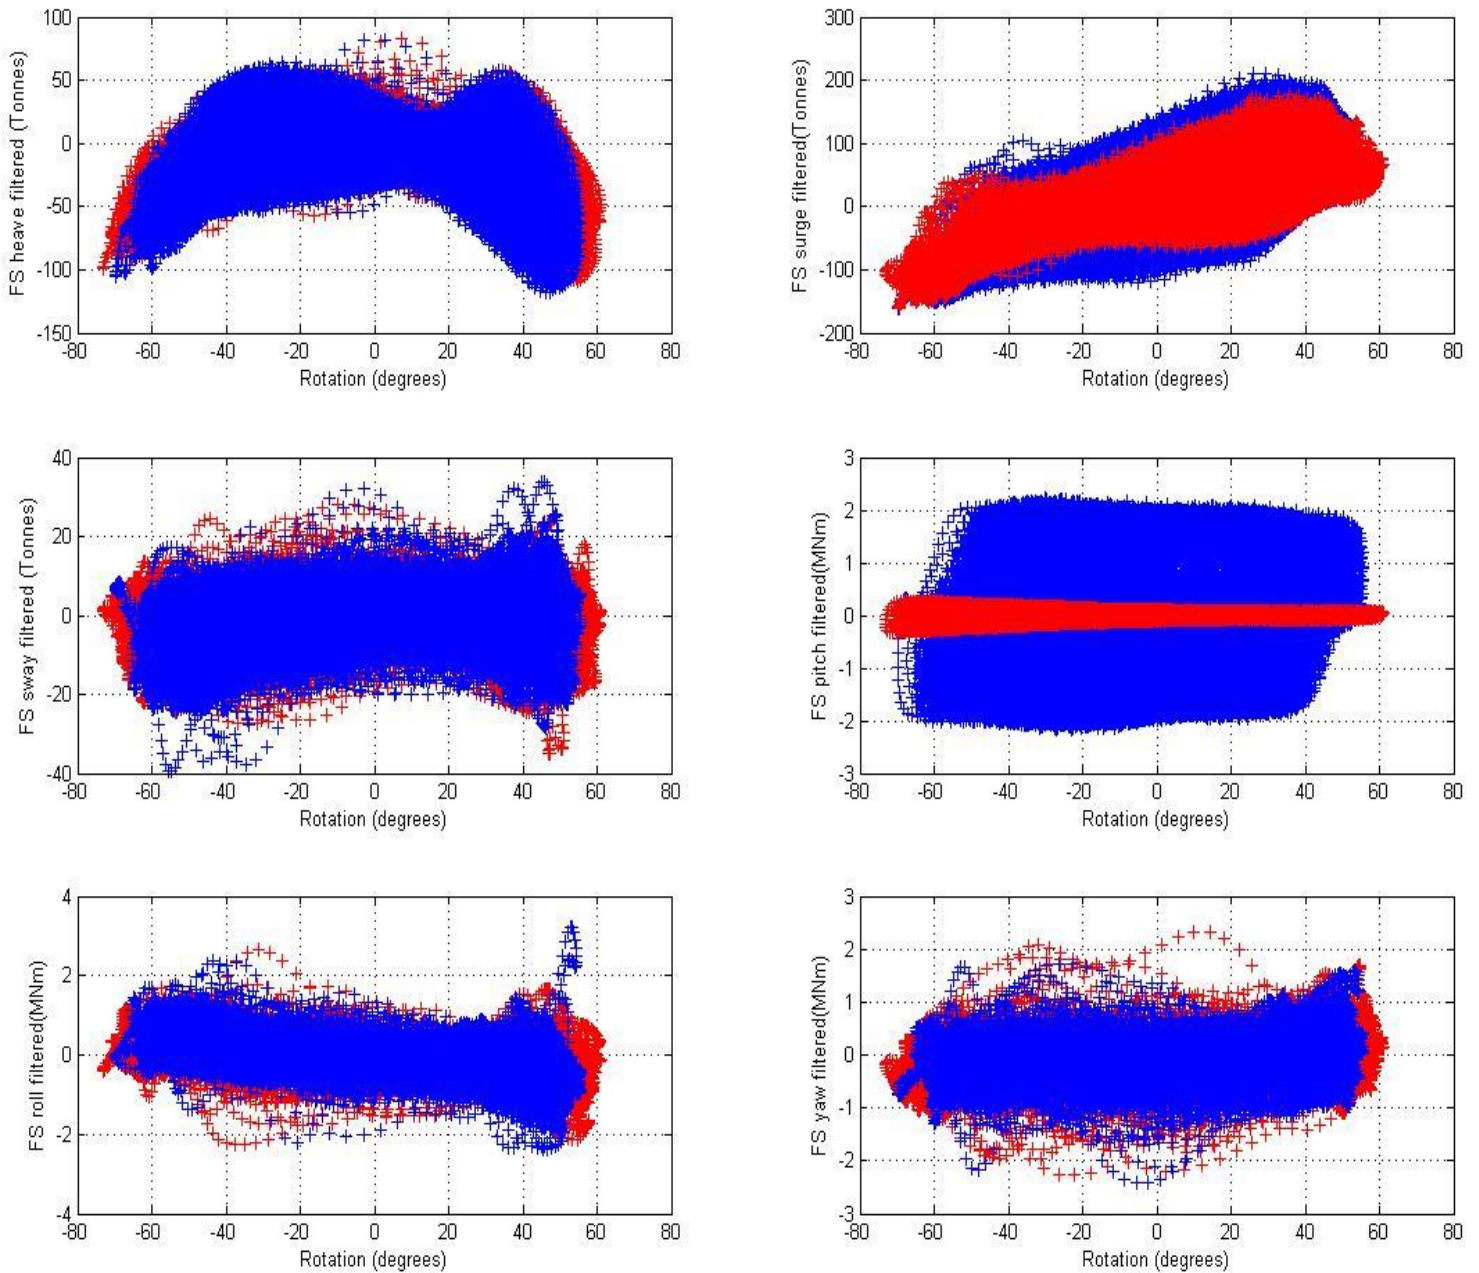 FS heave filtered (Tonnes)
100
50
0
-50
-100
-150
-80 -60 -40 -20 0 20 40 60 80
Rotation (degrees)
FS surge filtered(Tonnes)
300
200
100
0
-100
-200
-80 -60 -40 -20 0 20 40 60 80
Rotation (degrees)
FS sway filtered (Tonnes)
40
20
0
-20
-40
-80 -60 -40 -20 0 20 40 60 80
Rotation (degrees)
FS pitch filtered(MNm)
3
2
1
0
-1
-2
-3
-80 -60 -40 -20 0 20 40 60 80
Rotation (degrees)
FS roll filtered(MNm)
4
2
0
-2
-4
-80 -60 -40 -20 0 20 40 60 80
Rotation (degrees)
FS yaw filtered(MNm)
3
2
1
0
-1
-2
-3
-80 -60 -40 -20 0 20 40 60 80
Rotation (degrees)